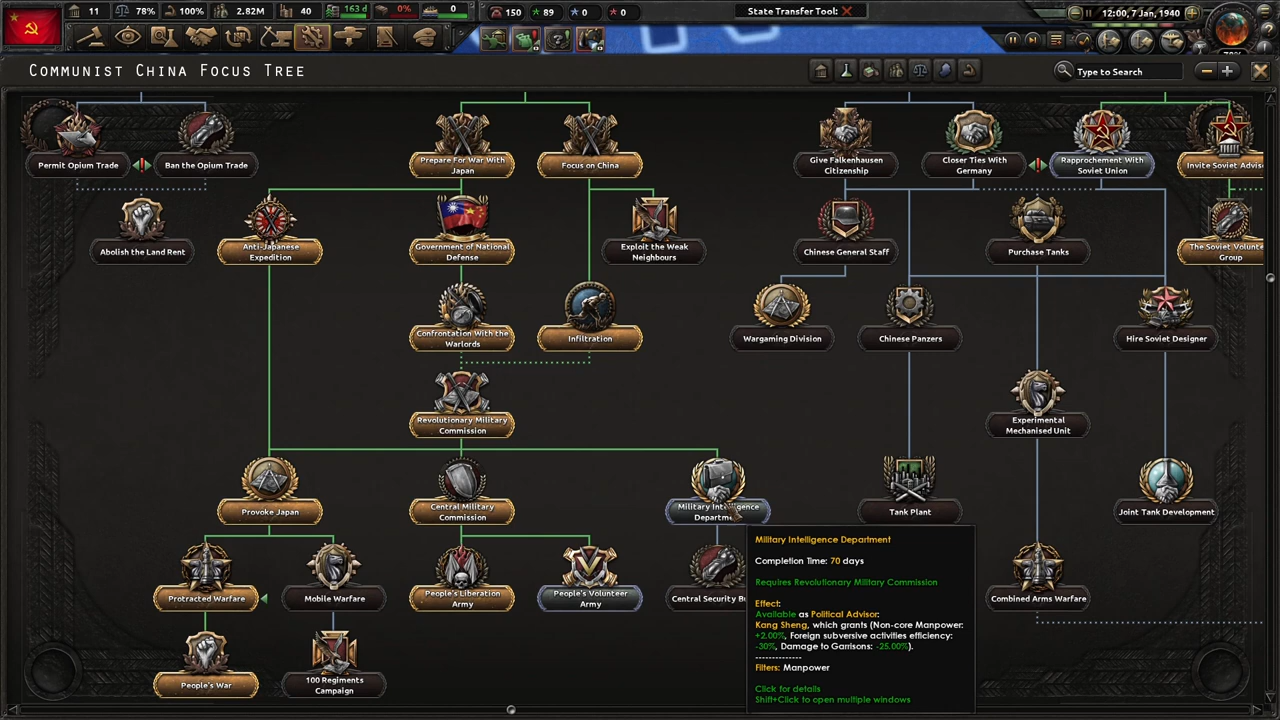 11
78%
100%
2.82M
40
163 d
0%
0
150
89
0
0
State Transfer Tool:
12:00, 7 Jan, 1940
COMMUNIST CHINA FOCUS TREE
Type to Search
Permit Opium Trade
Ban the Opium Trade
Prepare For War With
Japan
Focus on China
Give Falkenhausen
Citizenship
Closer Ties With
Germany
Rapprochement With
Soviet Union
Invite Soviet Adviso
Abolish the Land Rent
Anti-Japanese
Expedition
Government of National
Defense
Exploit the Weak
Neighbours
Chinese General Staff
Purchase Tanks
The Soviet Volunte
Group
Confrontation With the
Warlords
Infiltration
Wargaming Division
Chinese Panzers
Hire Soviet Designer
Revolutionary Military
Commission
Experimental
Mechanised Unit
Provoke Japan
Central Military
Commission
Military Intelligence
Departme
Tank Plant
Joint Tank Development
Protracted Warfare
Mobile Warfare
People's Liberation
Army
People's Volunteer
Army
Central Security Bu
Combined Arms Warfare
People's War
100 Regiments
Campaign
Military Intelligence Department
Completion Time: 70 days
Requires Revolutionary Military Commission
Effect:
Available as Political Advisor:
Kang Sheng, which grants (Non-core Manpower:
+2.00%, Foreign subversive activities efficiency:
-30%, Damage to Garrisons: -25.00%).
--------------
Filters: Manpower
Click for details
Shift+Click to open multiple windows